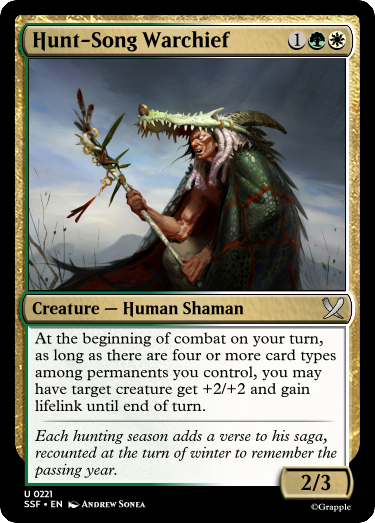 Hunt-Song Warchief 1
Creature — Human Shaman
At the beginning of combat on your turn,
as long as there are four or more card types
among permanents you control, you may
have target creature get +2/+2 and gain
lifelink until end of turn.
Each hunting season adds a verse to his saga,
recounted at the turn of winter to remember the
passing year.
2/3
U 0221
SSF • EN Andrew Sonea
©Grapple